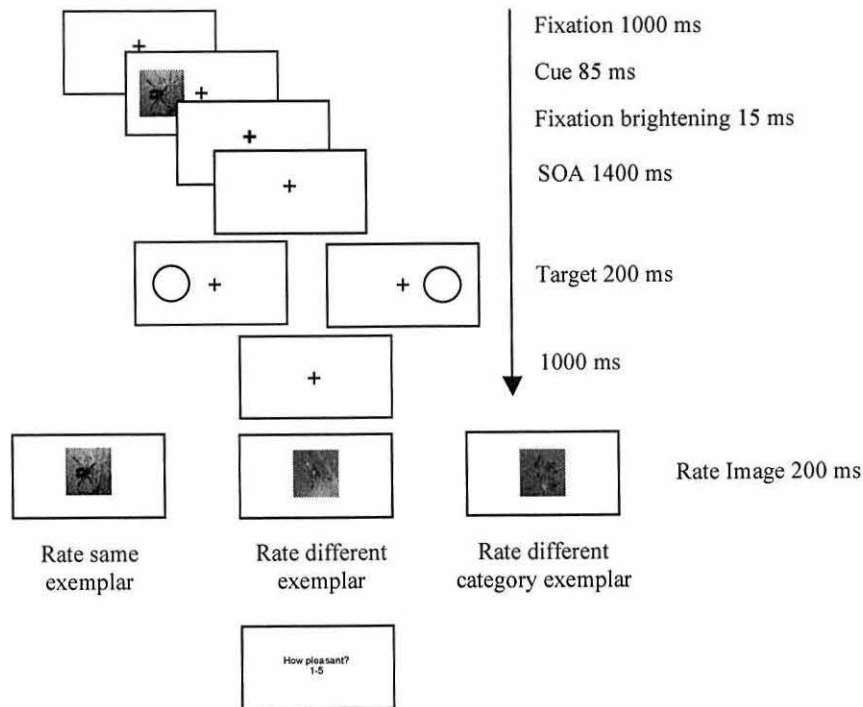 Fixation 1000 ms
Cue 85 ms
Fixation brightening 15 ms
SOA 1400 ms
Target 200 ms
1000 ms
Rate Image 200 ms
Rate same
exemplar
Rate different
exemplar
Rate different
category exemplar
How pleasant?
1-5